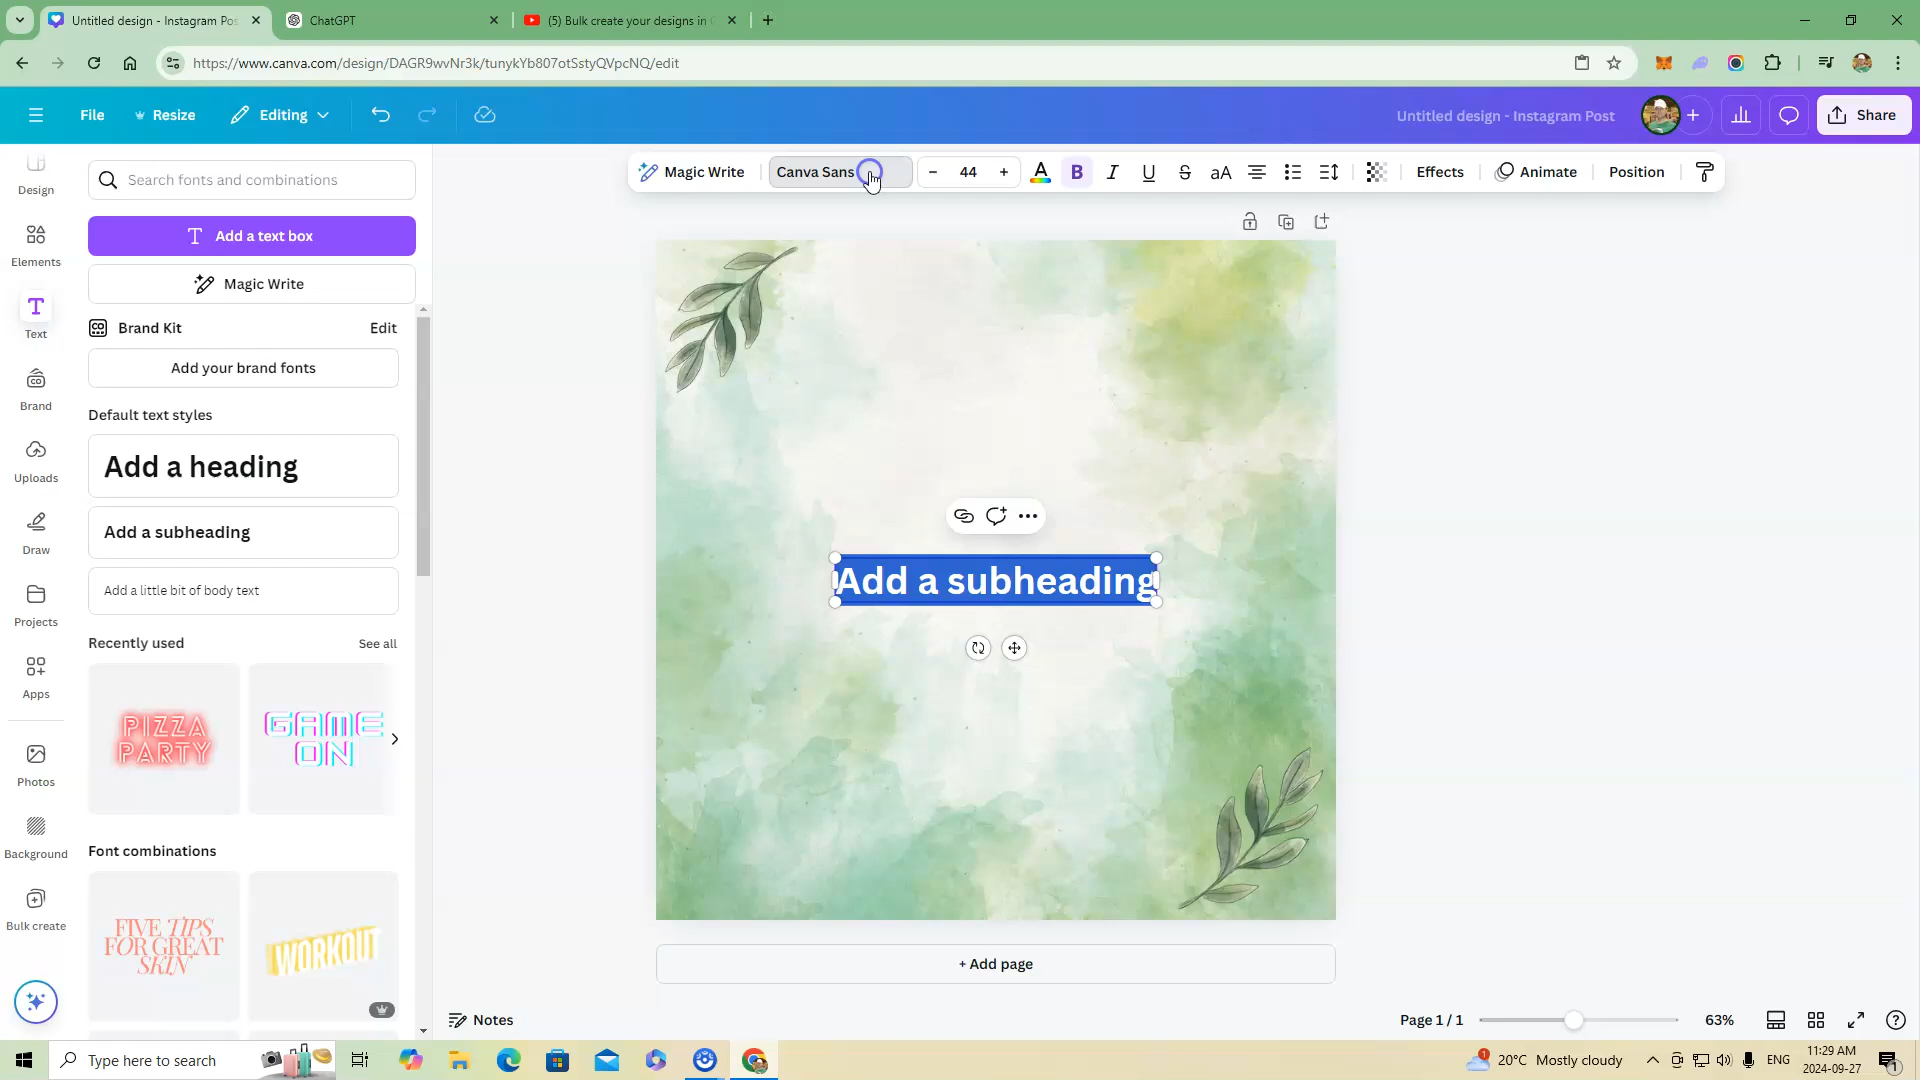 Untitled design - Instagram Pos
ChatGPT
(5) Bulk create your designs in C
https://www.canva.com/design/DAGR9wvNr3k/tunykYb807otSstyQVpcNQ/edit
File
Resize
Editing
Untitled design - Instagram Post
Share
Design
Elements
Text
Brand
Uploads
Draw
Projects
Apps
Photos
Background
Bulk create
Search fonts and combinations
Add a text box
Magic Write
Brand Kit
Edit
Add your brand fonts
Default text styles
Add a heading
Add a subheading
Add a little bit of body text
Recently used
See all
PIZZA
PARTY
GAME
ON
Font combinations
FIVE TIPS
FOR GREAT
SKIN
WORKOUT
Magic Write
Canva Sans
44
A
B
I
U
S
aA
Effects
Animate
Position
Add a subheading
+ Add page
Notes
Page 1 / 1
63%
Type here to search
20°C Mostly cloudy
ENG
11:29 AM
2024-09-27